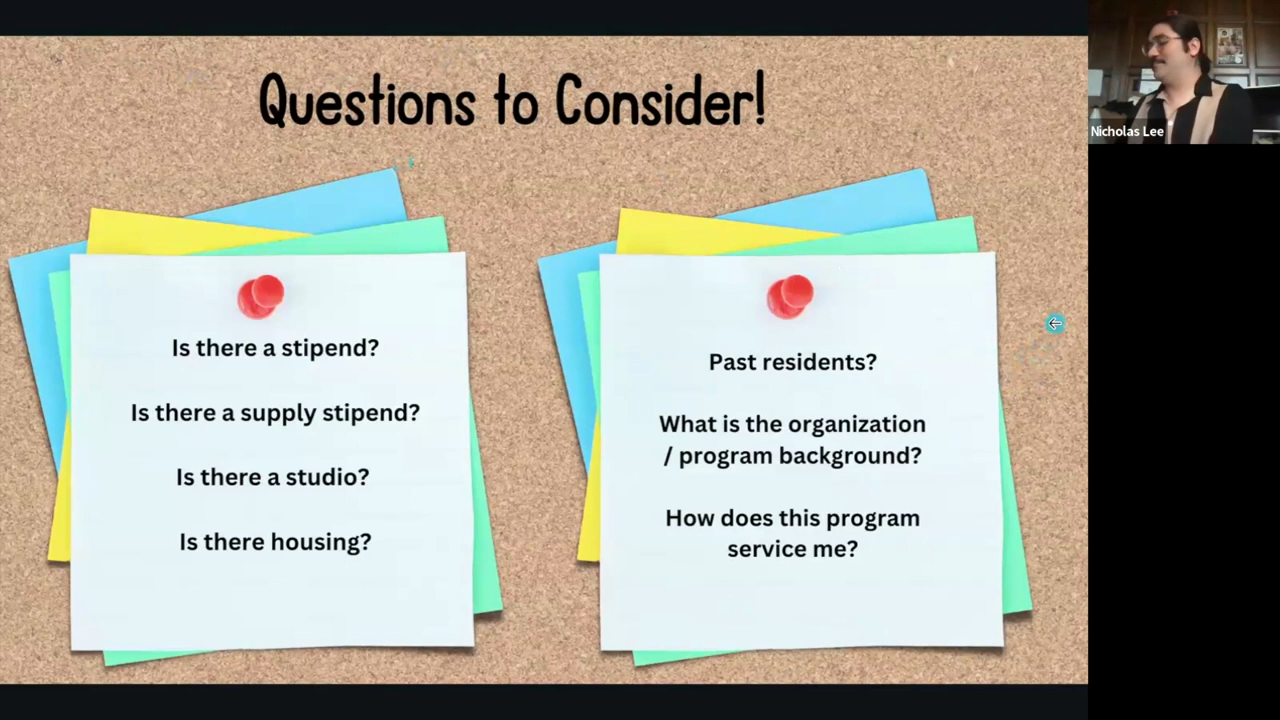 Questions to Consider!
Is there a stipend?
Is there a supply stipend?
Is there a studio?
Is there housing?
Past residents?
What is the organization
/ program background?
How does this program
service me?
Nicholas Lee